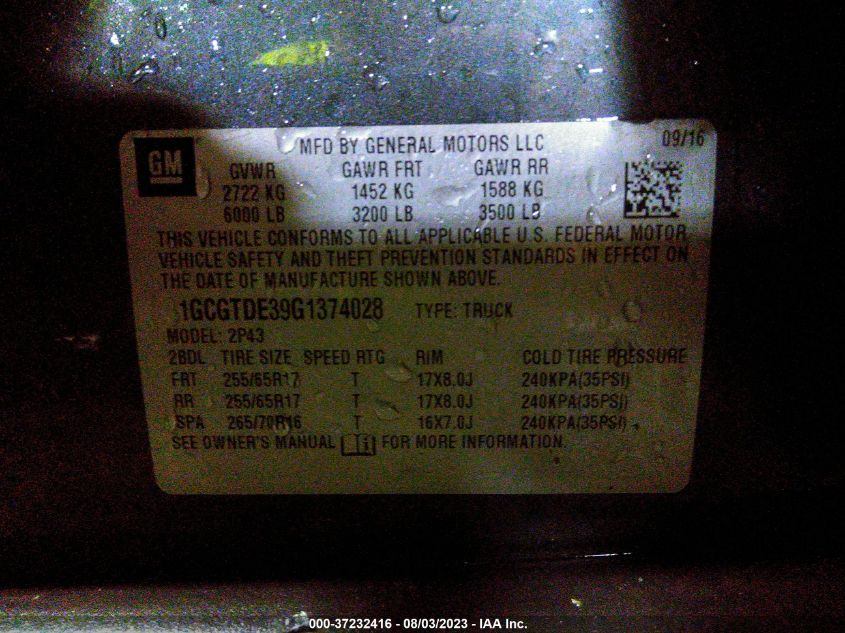 GM
MFD BY GENERAL MOTORS LLC 09/16
GVWR GAWR FRT GAWR RR
2722 KG 1452 KG 1588 KG
6000 LB 3200 LB 3500 LB
THIS VEHICLE CONFORMS TO ALL APPLICABLE U.S. FEDERAL MOTOR
VEHICLE SAFETY AND THEFT PREVENTION STANDARDS IN EFFECT ON
THE DATE OF MANUFACTURE SHOWN ABOVE.
1GCGTDE39G1374028 TYPE: TRUCK
MODEL: 2P43
2BDL TIRE SIZE SPEED RTG RIM COLD TIRE PRESSURE
FRT 255/65R17 T 17X8.0J 240KPA(35PSI)
RR 255/65R17 T 17X8.0J 240KPA(35PSI)
SPA 265/70R16 T 16X7.0J 240KPA(35PSI)
SEE OWNER'S MANUAL FOR MORE INFORMATION.
000-37232416 - 08/03/2023 - IAA Inc.